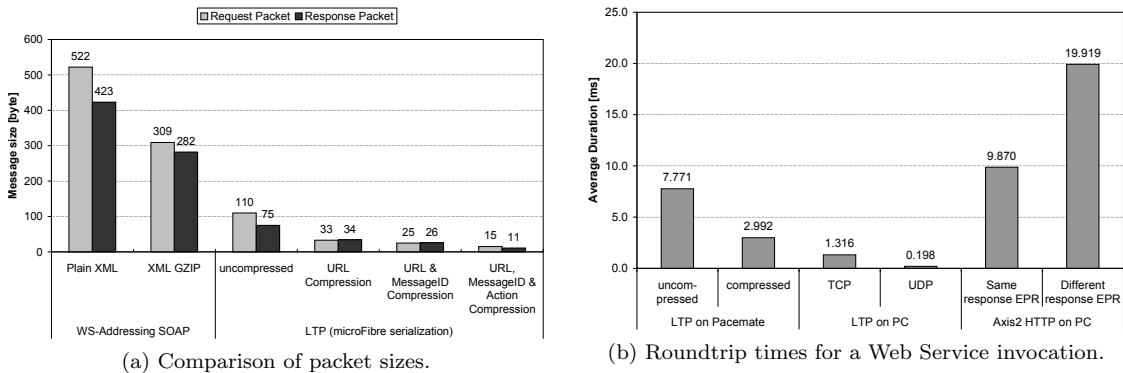 Request Packet Response Packet
Message size [byte]
600
500
400
300
200
100
0
522
423
309
282
110
75
33 34
25 26
15 11
Plain XML
XML GZIP
uncompressed
URL
Compression
URL &
MessageID
Compression
URL,
MessageID &
Action
Compression
WS-Addressing SOAP
LTP (microFibre serialization)
(a) Comparison of packet sizes.
Average Duration [ms]
25.0
20.0
15.0
10.0
5.0
0.0
7.771
2.992
1.316
0.198
9.870
19.919
uncom-
pressed
compressed
TCP
UDP
Same
response EPR
Different
response EPR
LTP on Pacemate
LTP on PC
Axis2 HTTP on PC
(b) Roundtrip times for a Web Service invocation.